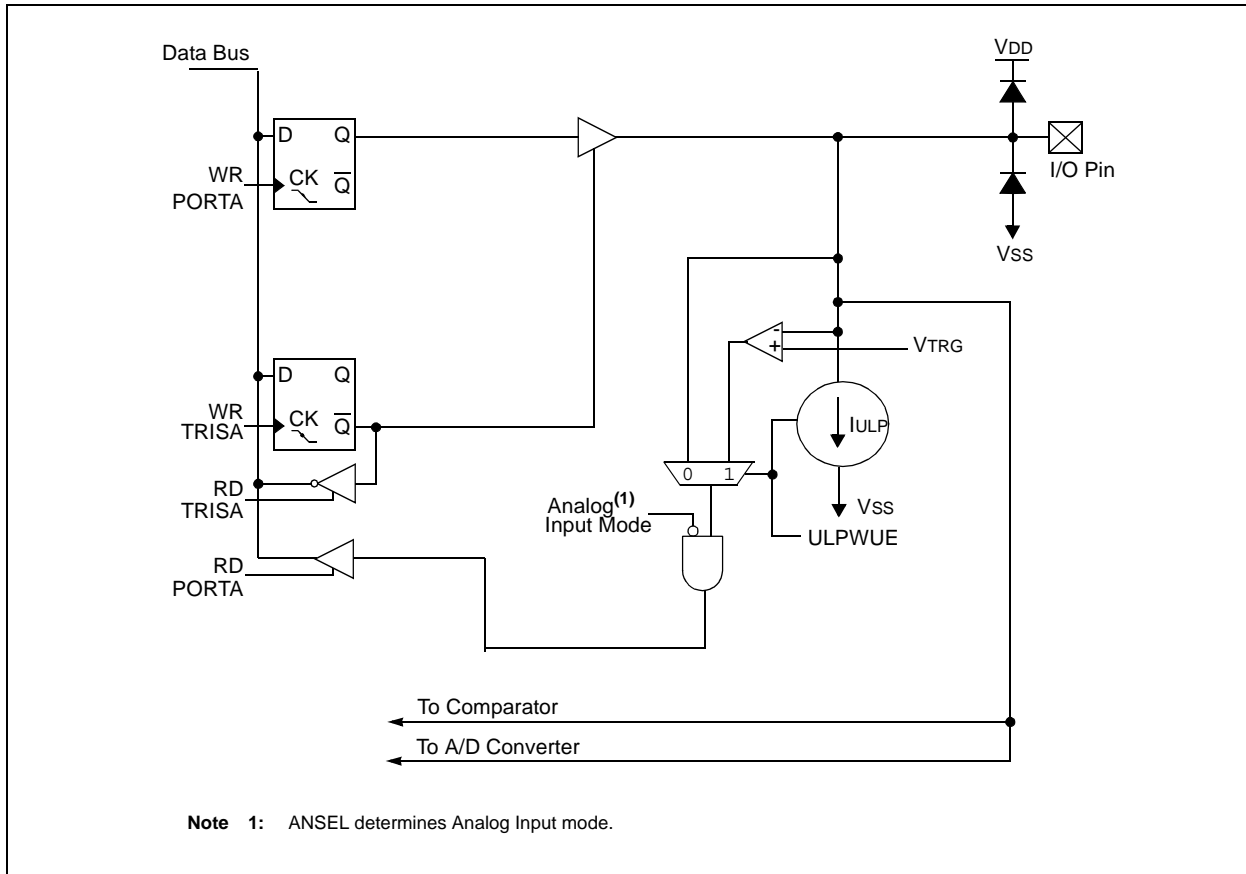 Data Bus
VDD
D Q
WR
PORTA
CK Q
I/O Pin
VSS
- 
+
VTRG
D Q
WR
TRISA
CK Q
IULP
0 1
RD
TRISA
Analog(1)
Input Mode
VSS
ULPWUE
RD
PORTA
To Comparator
To A/D Converter
Note 1: ANSEL determines Analog Input mode.